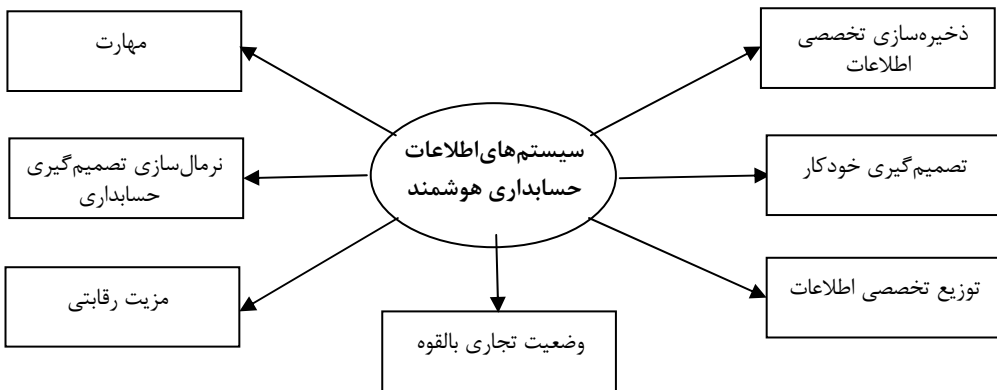 ذخیره‌سازی تخصصی
اطلاعات
مهارت
سیستم‌های‌اطلاعات
حسابداری هوشمند
تصمیم‌گیری خودکار
نرمال‌سازی تصمیم‌گیری
حسابداری
توزیع تخصصی اطلاعات
مزیت رقابتی
وضعیت تجاری بالقوه